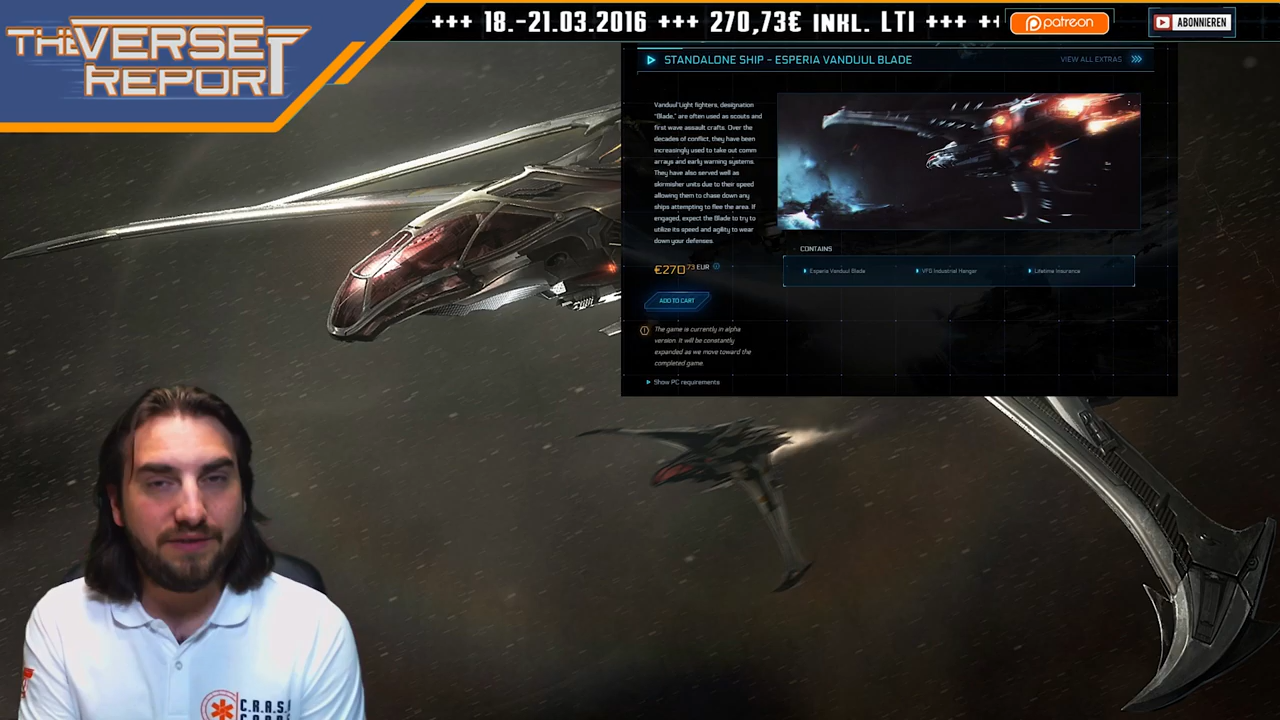 THE VERSE
REPORT
+++ 18.-21.03.2016 +++ 270,73€ INKL. LTI +++ ++
patreon
ABONNIEREN
STANDALONE SHIP - ESPERIA VANDUUL BLADE
VIEW ALL EXTRAS
Vanduul Light fighters, designation
"Blade," are often used as scouts and
first wave assault crafts. Over the
decades of conflict, they have been
increasingly used to take out comm
arrays and early warning systems.
They have also served well as
skirmisher units due to their speed
allowing them to chase down any
ships attempting to flee the area. If
engaged, expect the Blade to try to
utilize its speed and agility to wear
down your defenses.
CONTAINS
Esperia Vanduul Blade
VFG Industrial Hangar
Lifetime Insurance
€270 73 EUR
ADD TO CART
The game is currently in alpha
version. It will be constantly
expanded as we move toward the
completed game.
Show PC requirements
C.R.A.S.
CORPS